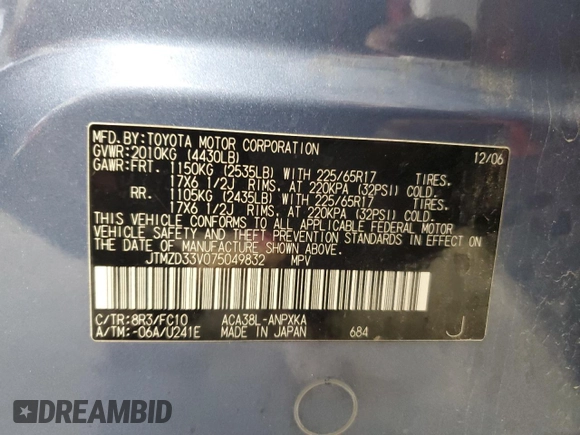 MFD. BY: TOYOTA MOTOR CORPORATION 12/06
GVWR: 2010KG (4430LB)
GAWR: FRT. 1150KG (2535LB) WITH 225/65R17 TIRES.
17X6 1/2J RIMS. AT 220KPA (32PSI) COLD.
RR. 1105KG (2435LB) WITH 225/65R17 TIRES.
17X6 1/2J RIMS. AT 220KPA (32PSI) COLD.
THIS VEHICLE CONFORMS TO ALL APPLICABLE FEDERAL MOTOR
VEHICLE SAFETY AND THEFT PREVENTION STANDARDS IN EFFECT ON
THE DATE OF MANUFACTURE SHOWN ABOVE.
JTMZD33V075049832 MPV
C/TR: 8R3/FC10 ACA38L-ANPXKA
A/TM: -06A/U241E MADE IN JAPAN 684 J
DREAMBID